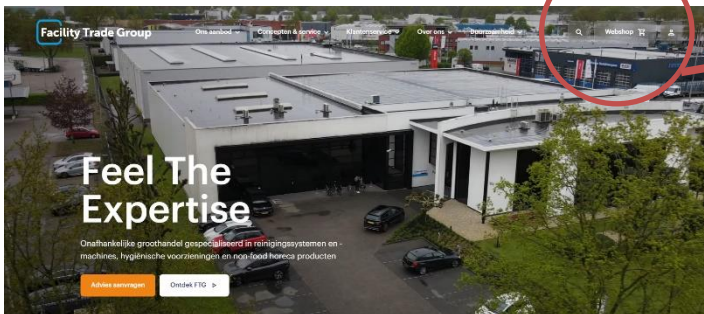 Facility Trade Group
Ons aanbod
Concepten & service
Klantenservice
Over ons
Duurzaamheid
Webshop
Feel The
Expertise
Onafhankelijke groothandel gespecialiseerd in reinigingssystemen en -
machines, hygiënische voorzieningen en non-food horeca producten
Advies aanvragen
Ontdek FTG